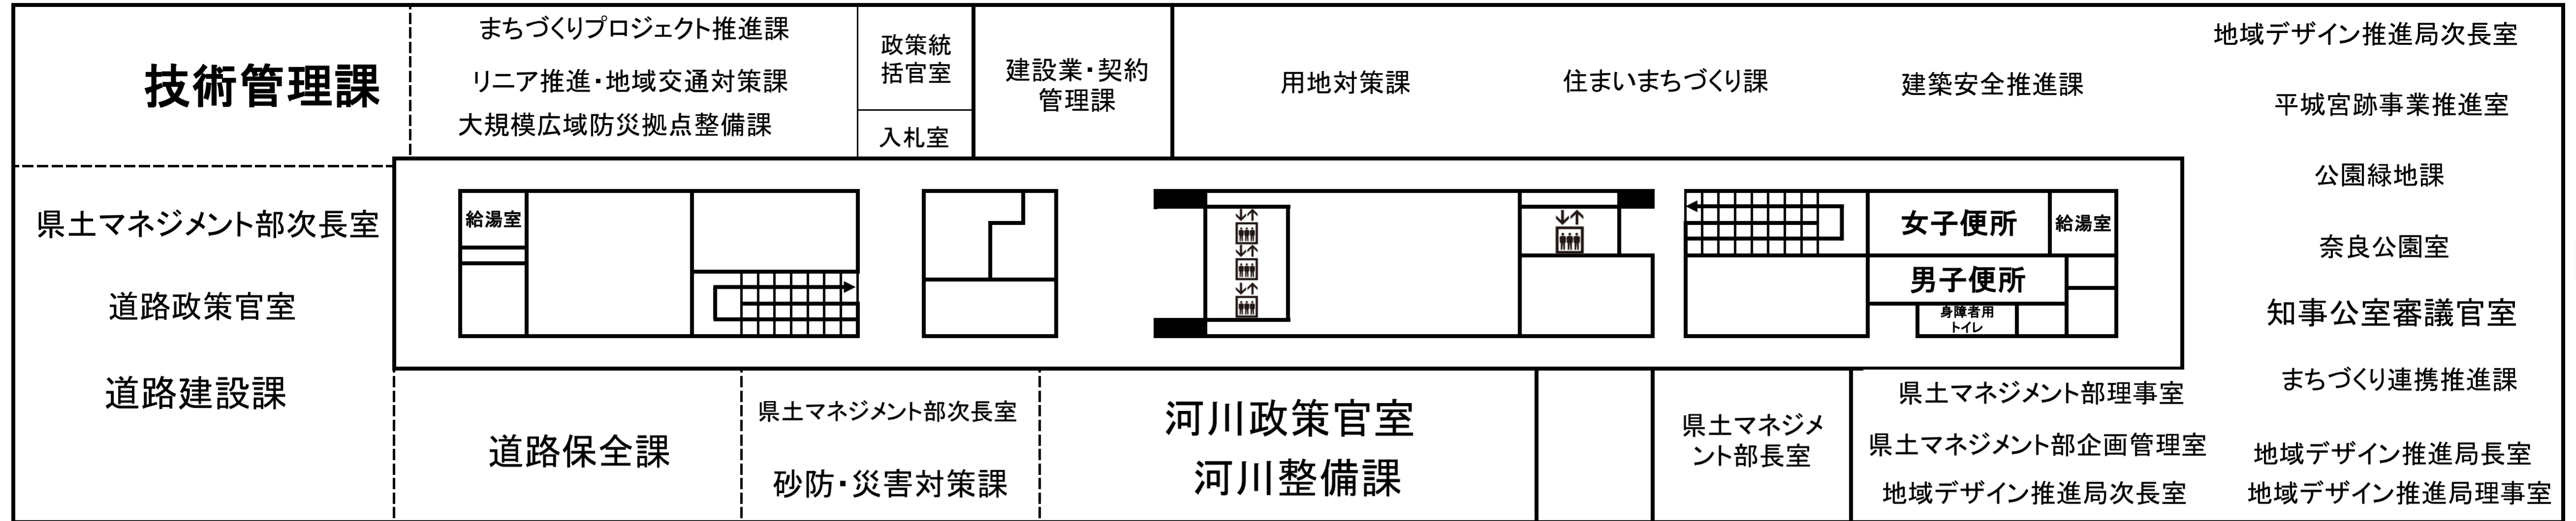 技術管理課
まちづくりプロジェクト推進課
リニア推進・地域交通対策課
大規模広域防災拠点整備課
政策統
括官室
入札室
建設業・契約
管理課
用地対策課
住まいまちづくり課
建築安全推進課
地域デザイン推進局次長室
平城宮跡事業推進室
公園緑地課
奈良公園室
知事公室審議官室
まちづくり連携推進課
地域デザイン推進局長室
地域デザイン推進局理事室
県土マネジメント部次長室
道路政策官室
道路建設課
給湯室
女子便所
給湯室
男子便所
身障者用
トイレ
道路保全課
県土マネジメント部次長室
砂防・災害対策課
河川政策官室
河川整備課
県土マネジメ
ント部長室
県土マネジメント部理事室
県土マネジメント部企画管理室
地域デザイン推進局次長室